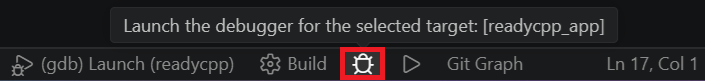 Launch the debugger for the selected target: [readycpp_app]
(gdb) Launch (readycpp) Build Git Graph Ln 17, Col 1